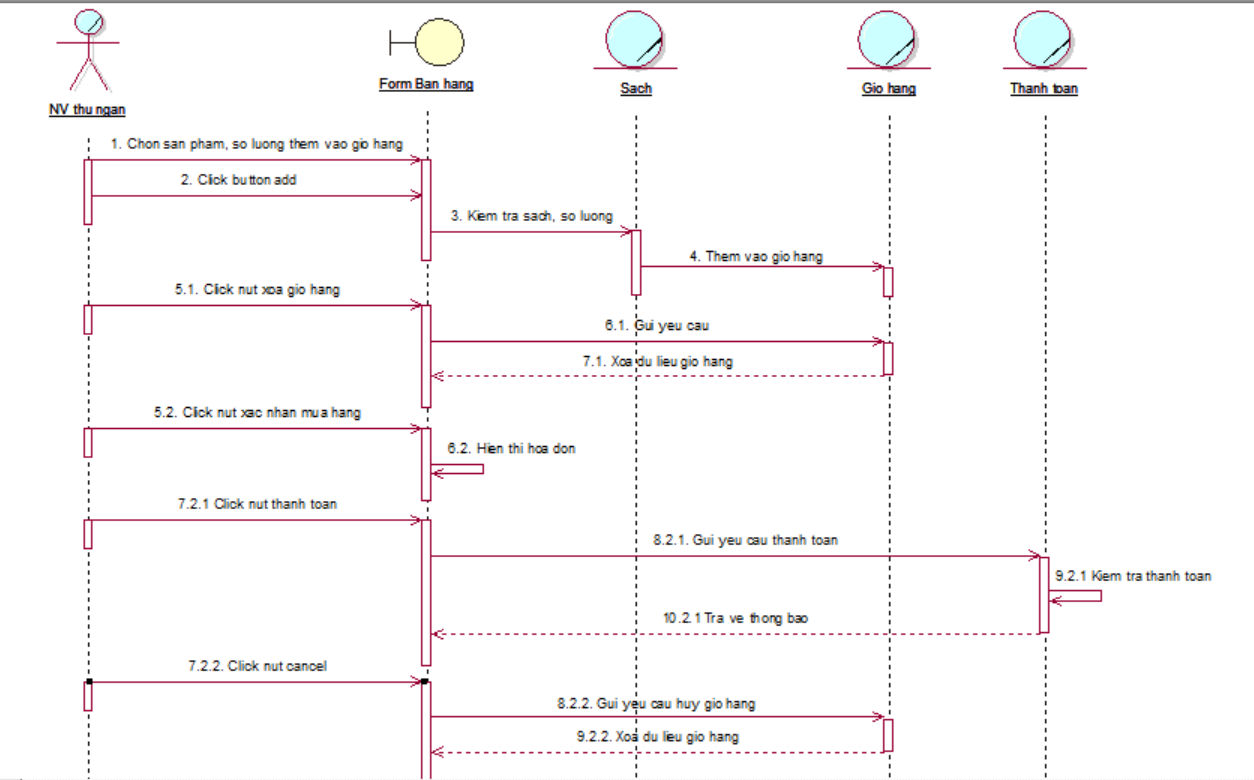 NV thu ngan
Form Ban hang
Sach
Gio hang
Thanh toan
1. Chon san pham, so luong them vao gio hang
2. Click button add
3. Kiem tra sach, so luong
4. Them vao gio hang
5.1. Click nut xoa gio hang
6.1. Gui yeu cau
7.1. Xoa du lieu gio hang
5.2. Click nut xac nhan mua hang
6.2. Hien thi hoa don
7.2.1 Click nut thanh toan
8.2.1. Gui yeu cau thanh toan
9.2.1 Kiem tra thanh toan
10.2.1 Tra ve thong bao
7.2.2. Click nut cancel
8.2.2. Gui yeu cau huy gio hang
9.2.2. Xoa du lieu gio hang